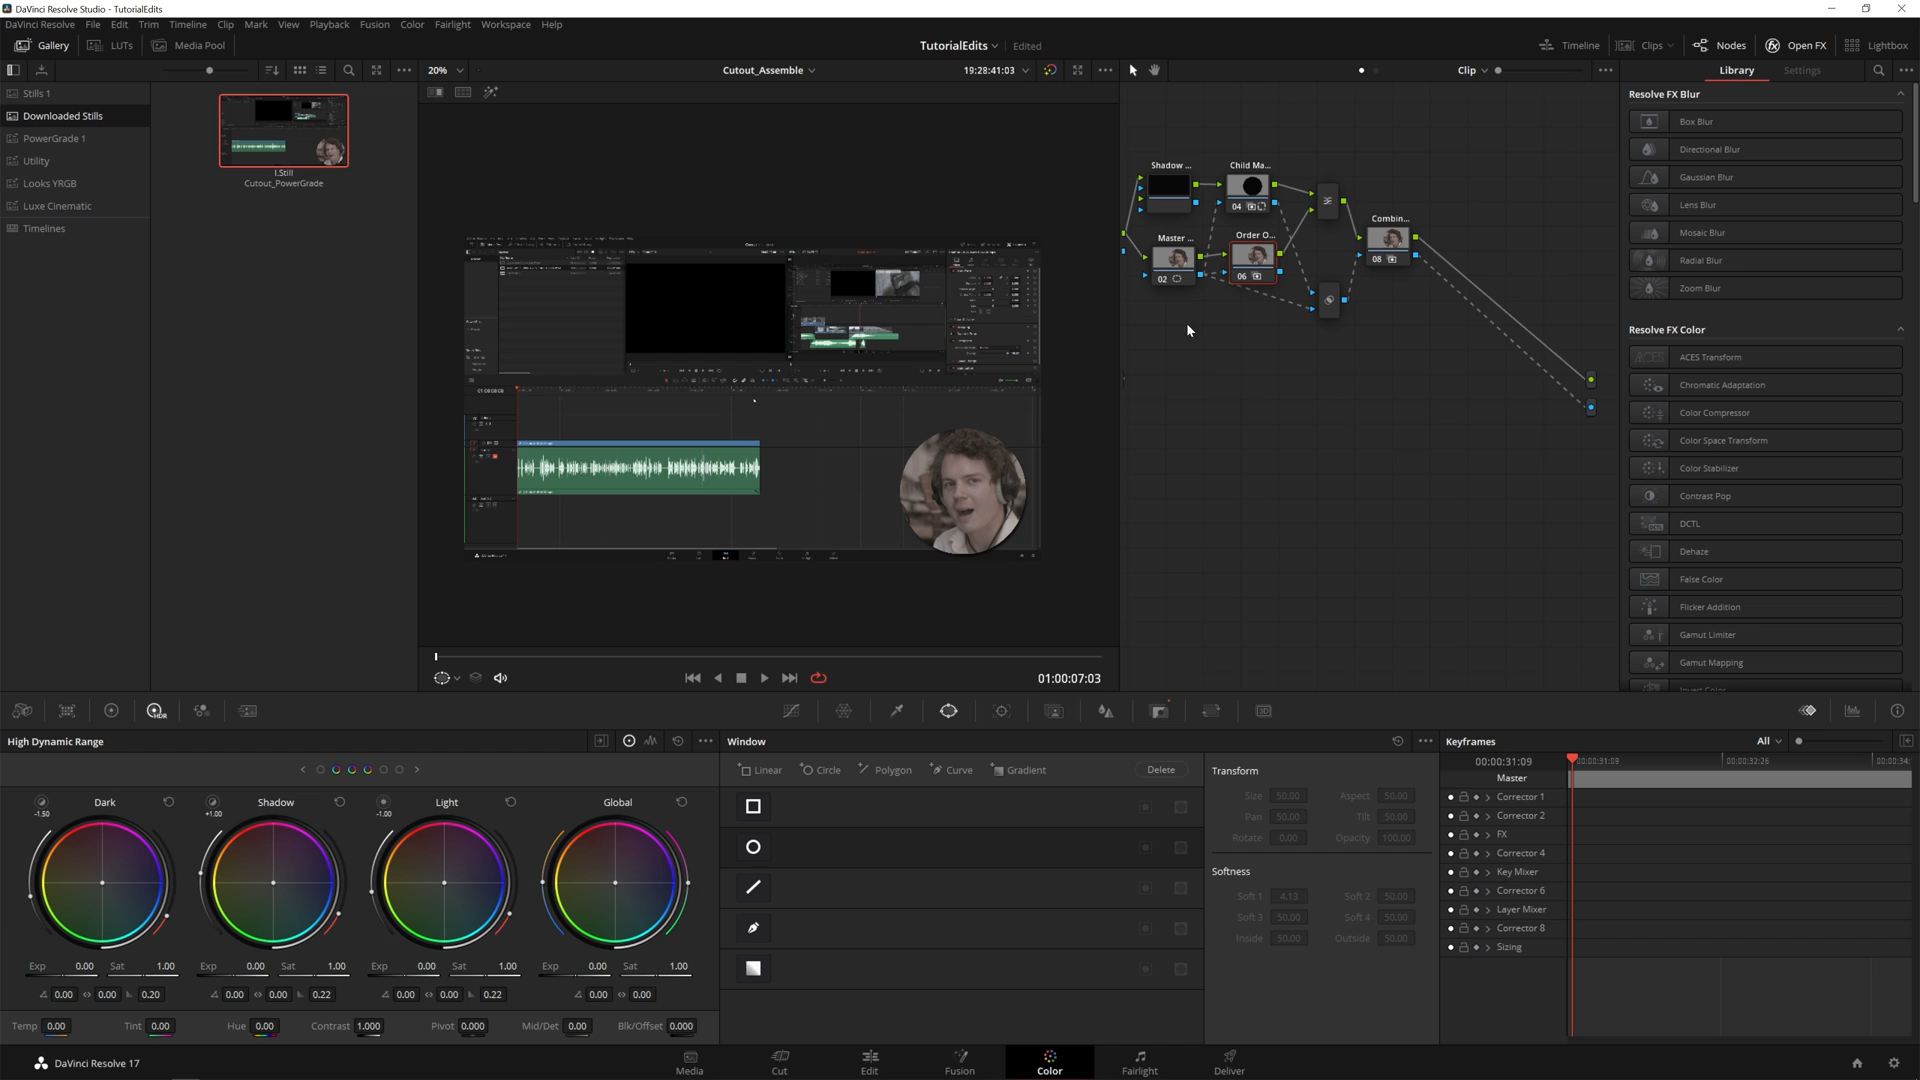 DaVinci Resolve Studio - TutorialEdits
DaVinci Resolve File Edit Trim Timeline Clip Mark View Playback Fusion Color Fairlight Workspace Help
Gallery LUTs Media Pool TutorialEdits Edited Timeline Clips Nodes Open FX Lightbox
20% Cutout_Assemble 19:28:41:03 Clip Library Settings
Stills 1
Downloaded Stills
PowerGrade 1
Utility
Looks YRGB
Luxe Cinematic
Timelines
I.Still
Cutout_PowerGrade
Shadow ... Child Ma...
04
Master ... Order O... Combin...
02 06 08
Resolve FX Blur
Box Blur
Directional Blur
Gaussian Blur
Lens Blur
Mosaic Blur
Radial Blur
Zoom Blur
Resolve FX Color
ACES Transform
Chromatic Adaptation
Color Compressor
Color Space Transform
Color Stabilizer
Contrast Pop
DCTL
Dehaze
False Color
Flicker Addition
Gamut Limiter
Gamut Mapping
Invert Color
01:00:07:03
High Dynamic Range
Dark Shadow Light Global
-1.50 +1.00 -1.00
Exp 0.00 Sat 1.00 Exp 0.00 Sat 1.00 Exp 0.00 Sat 1.00 Exp 0.00 Sat 1.00
0.00 0.00 0.20 0.00 0.00 0.22 0.00 0.00 0.22 0.00 0.00
Temp 0.00 Tint 0.00 Hue 0.00 Contrast 1.000 Pivot 0.000 Mid/Det 0.00 Blk/Offset 0.000
Window
Linear Circle Polygon Curve Gradient Delete
Transform
Size 50.00 Aspect 50.00
Pan 50.00 Tilt 50.00
Rotate 0.00 Opacity 100.00
Softness
Soft 1 4.13 Soft 2 50.00
Soft 3 50.00 Soft 4 50.00
Inside 50.00 Outside 50.00
Keyframes All
00:00:31:09 00:00:31:09 00:00:32:26 00:00:34:
Master
Corrector 1
Corrector 2
FX
Corrector 4
Key Mixer
Corrector 6
Layer Mixer
Corrector 8
Sizing
DaVinci Resolve 17 Media Cut Edit Fusion Color Fairlight Deliver